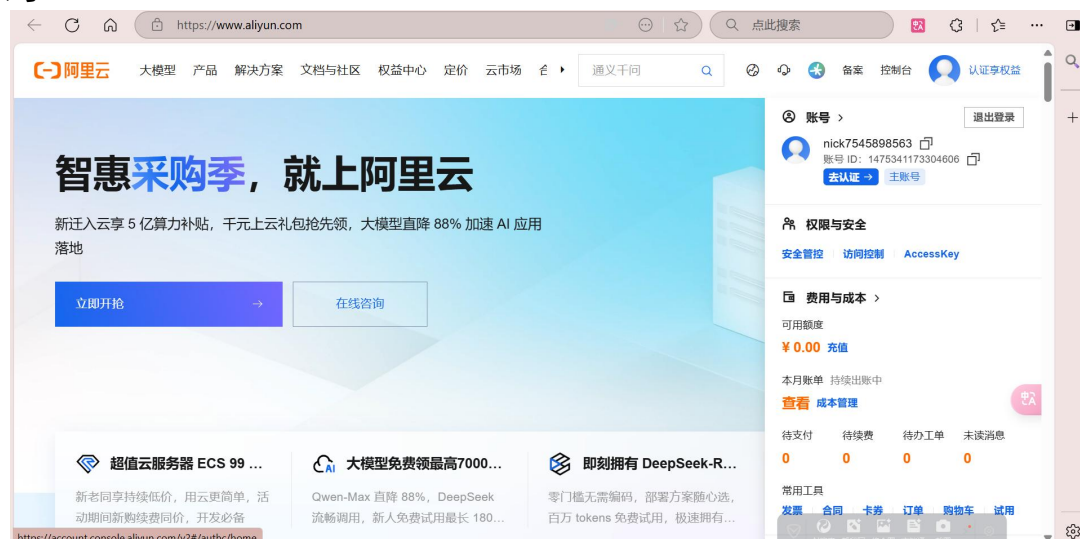 https://www.aliyun.com
点此搜索
阿里云
大模型 产品 解决方案 文档与社区 权益中心 定价 云市场
通义千问
备案 控制台 认证享权益
智惠采购季，就上阿里云
新迁入云享 5 亿算力补贴，千元上云礼包抢先领，大模型直降 88% 加速 AI 应用
落地
立即开抢 →
在线咨询
账号 >
退出登录
nick7545898563
账号 ID: 1475341173304606
去认证 →
主账号
权限与安全
安全管控 访问控制 AccessKey
费用与成本 >
可用额度
¥ 0.00 充值
本月账单 持续出账中
查看 成本管理
待支付 待续费 待办工单 未读消息
0 0 0 0
常用工具
发票 合同 卡券 订单 购物车 试用
超值云服务器 ECS 99 ...
新老同享持续低价，用云更简单，活
动期间新购续费同价，开发必备
大模型免费领最高7000...
Qwen-Max 直降 88%，DeepSeek
流畅调用，新人免费试用最长 180...
即刻拥有 DeepSeek-R...
零门槛无需编码，部署方案随心选，
百万 tokens 免费试用，极速拥有...
https://account.console.aliyun.com/v2#/authc/home